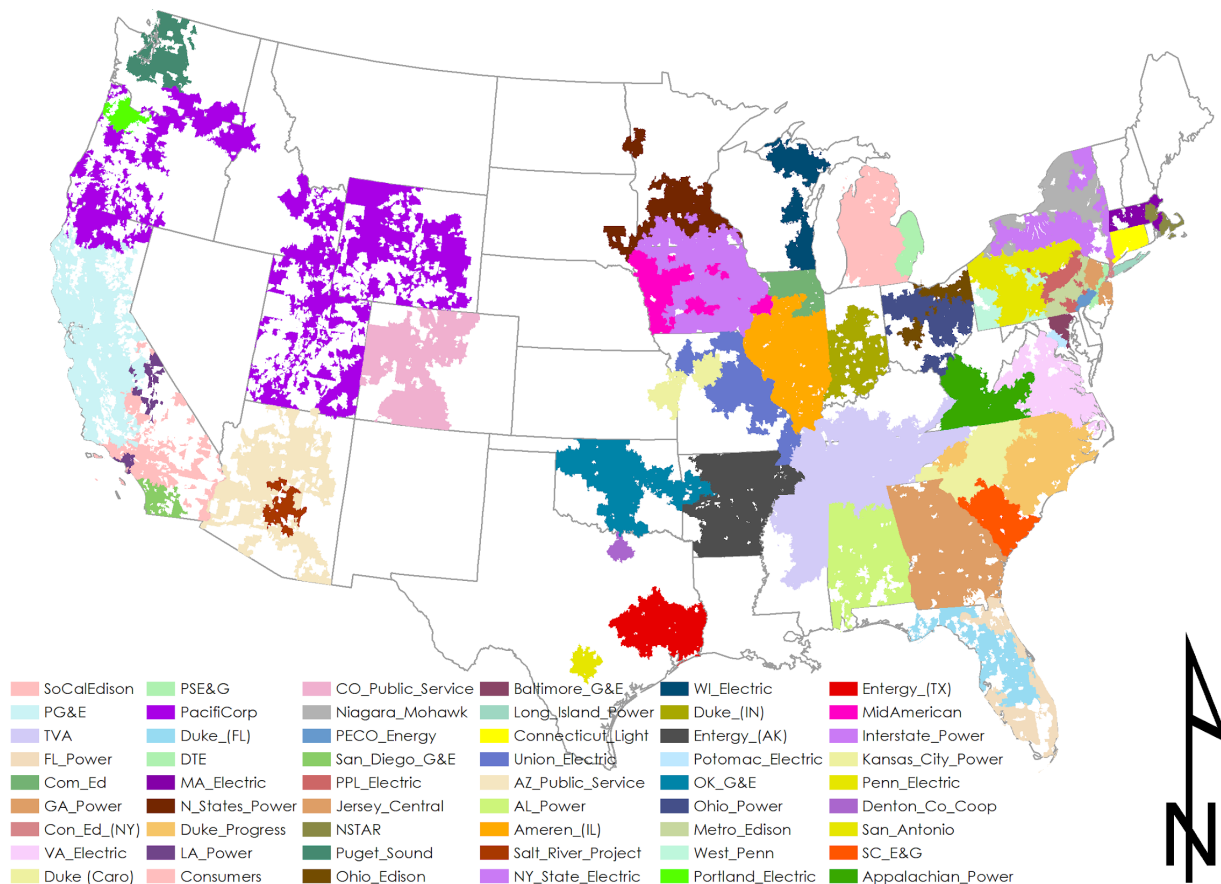 SoCalEdison PSE&G CO_Public_Service Baltimore_G&E WI_Electric Entergy_(TX)
PG&E PacifiCorp Niagara_Mohawk Long_Island_Power Duke_(IN) MidAmerican
TVA Duke_(FL) PECO_Energy Connecticut_Light Entergy_(AK) Interstate_Power
FL_Power DTE San_Diego_G&E Union_Electric Potomac_Electric Kansas_City_Power
Com_Ed MA_Electric PPL_Electric AZ_Public_Service OK_G&E Penn_Electric
GA_Power N_States_Power Jersey_Central AL_Power Ohio_Power Denton_Co_Coop
Con_Ed_(NY) Duke_Progress NSTAR Ameren_(IL) Metro_Edison San_Antonio
VA_Electric LA_Power Puget_Sound Salt_River_Project West_Penn SC_E&G
Duke (Caro) Consumers Ohio_Edison NY_State_Electric Portland_Electric Appalachian_Power
N